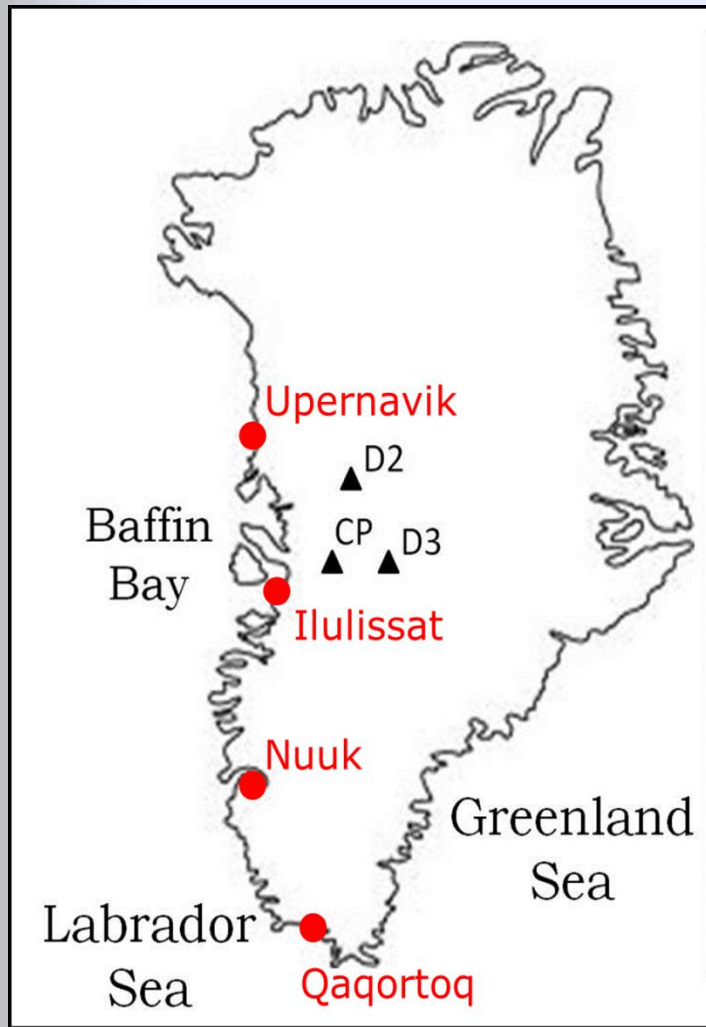 Upernavik
D2
Baffin
Bay
CP
D3
Ilulissat
Nuuk
Greenland
Sea
Labrador
Sea
Qaqortoq